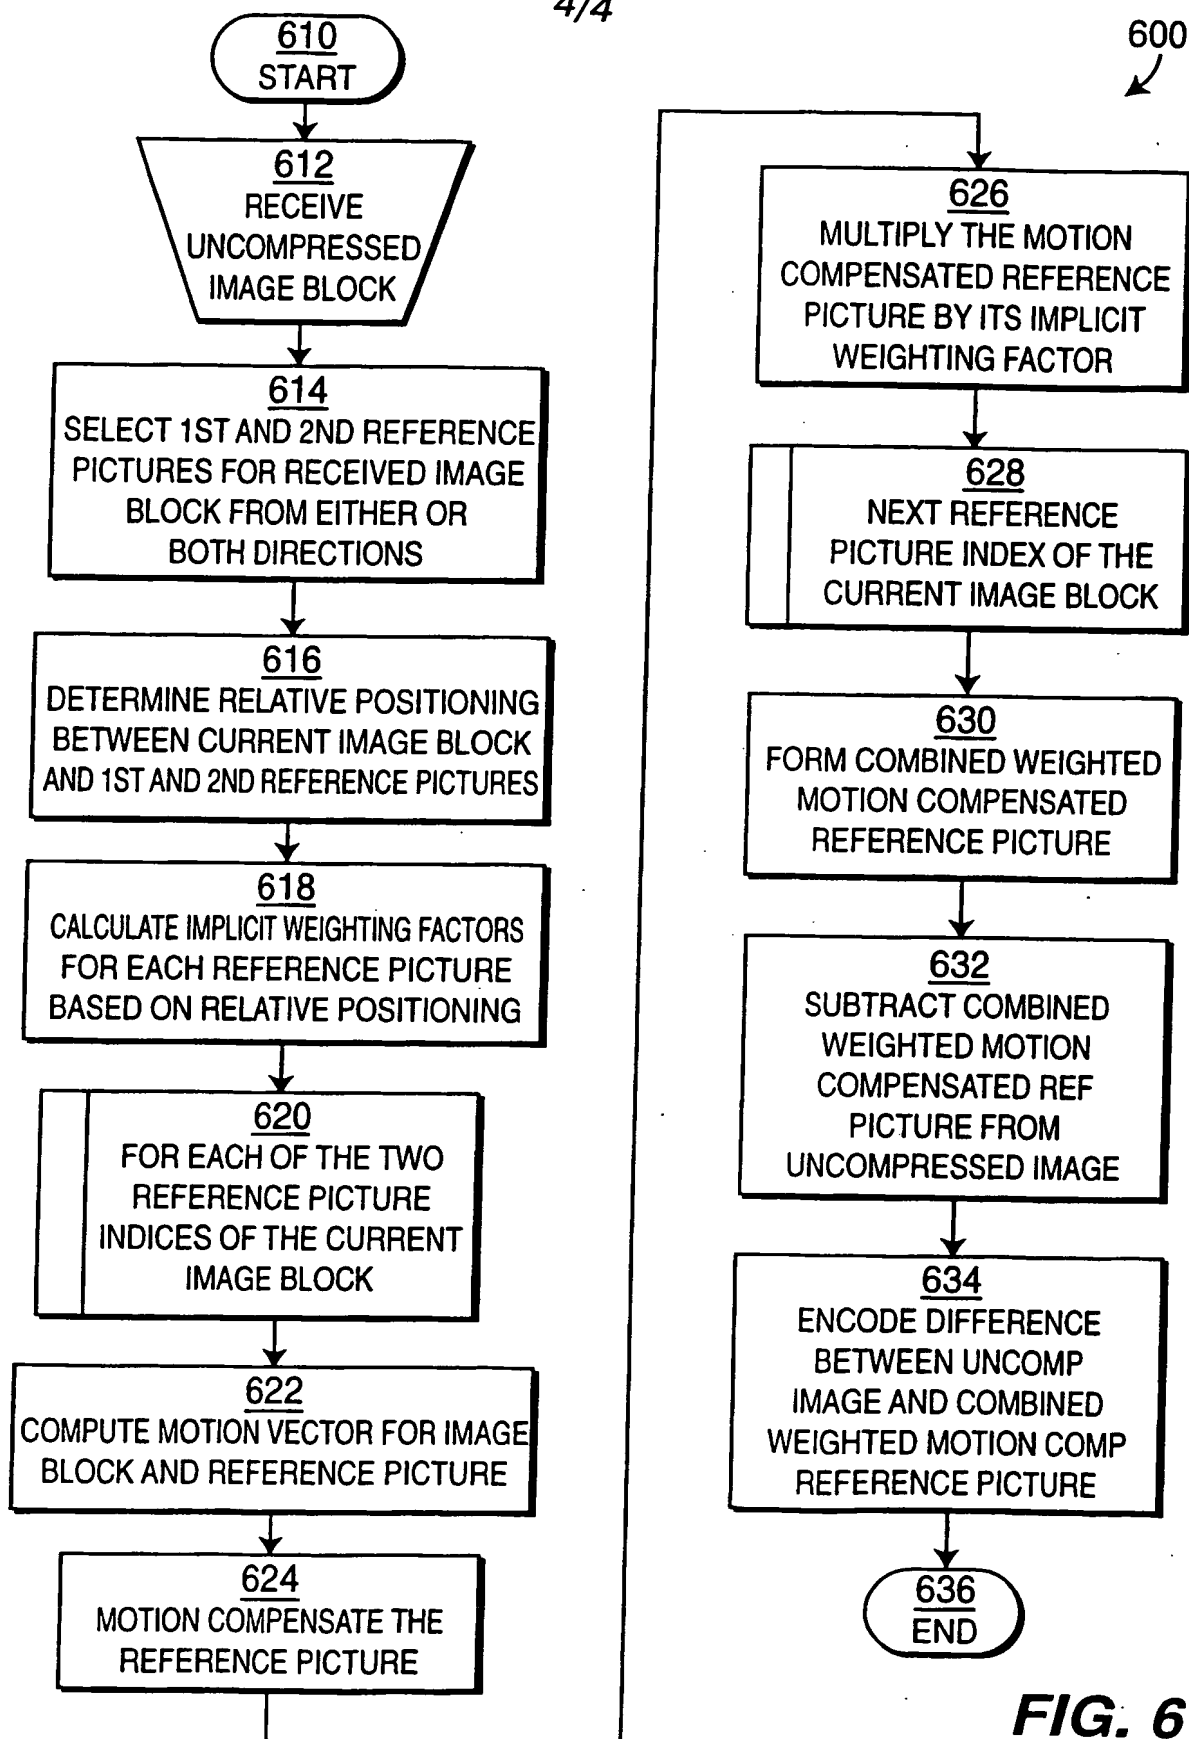 4/4
600
610
START
612
RECEIVE
UNCOMPRESSED
IMAGE BLOCK
614
SELECT 1ST AND 2ND REFERENCE
PICTURES FOR RECEIVED IMAGE
BLOCK FROM EITHER OR
BOTH DIRECTIONS
616
DETERMINE RELATIVE POSITIONING
BETWEEN CURRENT IMAGE BLOCK
AND 1ST AND 2ND REFERENCE PICTURES
618
CALCULATE IMPLICIT WEIGHTING FACTORS
FOR EACH REFERENCE PICTURE
BASED ON RELATIVE POSITIONING
620
FOR EACH OF THE TWO
REFERENCE PICTURE
INDICES OF THE CURRENT
IMAGE BLOCK
622
COMPUTE MOTION VECTOR FOR IMAGE
BLOCK AND REFERENCE PICTURE
624
MOTION COMPENSATE THE
REFERENCE PICTURE
626
MULTIPLY THE MOTION
COMPENSATED REFERENCE
PICTURE BY ITS IMPLICIT
WEIGHTING FACTOR
628
NEXT REFERENCE
PICTURE INDEX OF THE
CURRENT IMAGE BLOCK
630
FORM COMBINED WEIGHTED
MOTION COMPENSATED
REFERENCE PICTURE
632
SUBTRACT COMBINED
WEIGHTED MOTION
COMPENSATED REF
PICTURE FROM
UNCOMPRESSED IMAGE
634
ENCODE DIFFERENCE
BETWEEN UNCOMP
IMAGE AND COMBINED
WEIGHTED MOTION COMP
REFERENCE PICTURE
636
END
FIG. 6